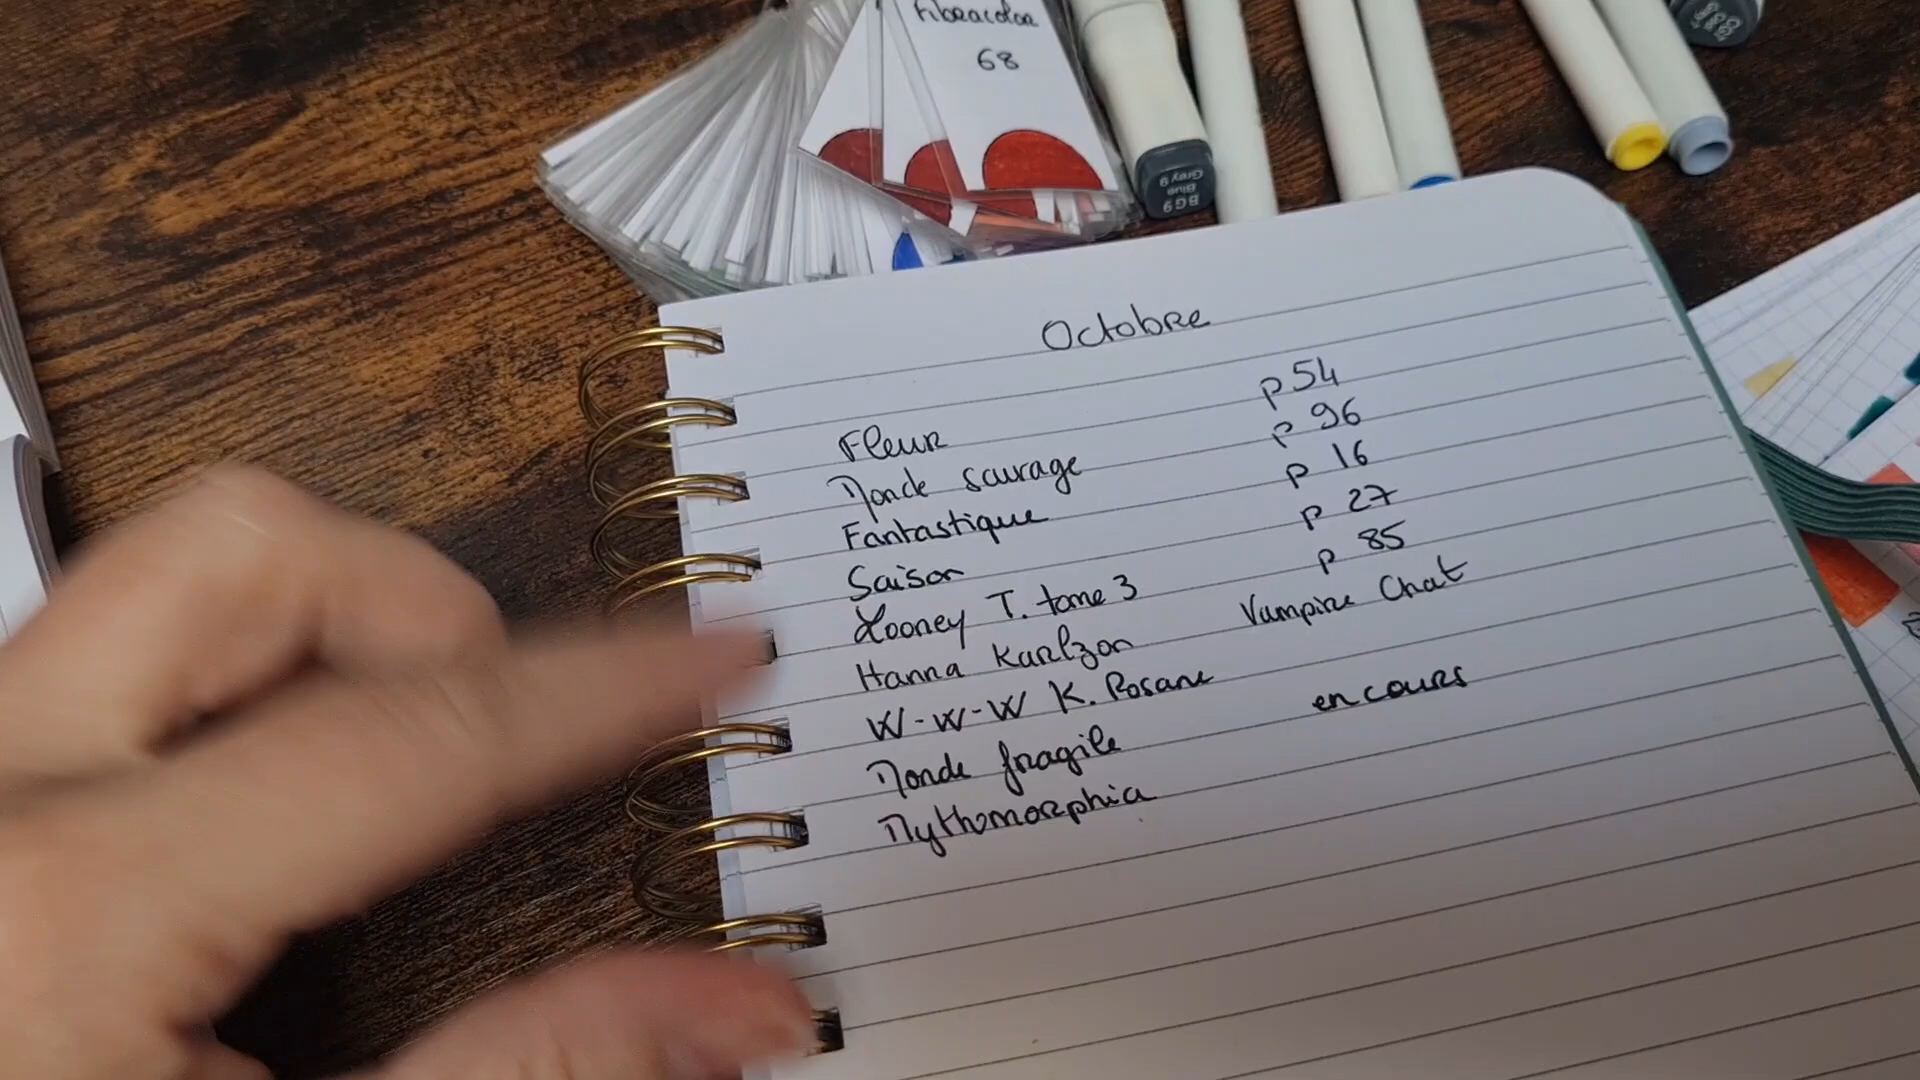 Fibracolor
68
BG9
Blue
Grey 9
Octobre
Fleur p 54
Monde sauvage p 96
Fantastique p 16
Saison p 27
Looney T. tome 3 p 85
Hanna Karlzon Vampire Chat
W-W-W K. Rosane
Monde fragile en cours
Mythomorphia